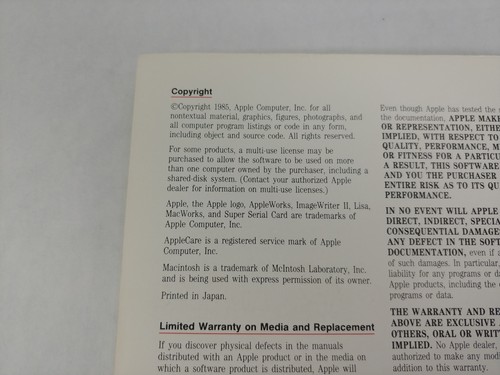 Copyright
©Copyright 1985, Apple Computer, Inc. for all
nontextual material, graphics, figures, photographs, and
all computer program listings or code in any form,
including object and source code. All rights reserved.
For some products, a multi-use license may be
purchased to allow the software to be used on more
than one computer owned by the purchaser, including a
shared-disk system. (Contact your authorized Apple
dealer for information on multi-use licenses.)
Apple, the Apple logo, AppleWorks, ImageWriter II, Lisa,
MacWorks, and Super Serial Card are trademarks of
Apple Computer, Inc.
AppleCare is a registered service mark of Apple
Computer, Inc.
Macintosh is a trademark of McIntosh Laboratory, Inc.
and is being used with express permission of its owner.
Printed in Japan.
Limited Warranty on Media and Replacement
If you discover physical defects in the manuals
distributed with an Apple product or in the media on
which a software product is distributed, Apple will
Even though Apple has tested the
the documentation, APPLE MAKE
OR REPRESENTATION, EITHE
IMPLIED, WITH RESPECT TO
QUALITY, PERFORMANCE, M
OR FITNESS FOR A PARTICU
A RESULT, THIS SOFTWARE
AND YOU THE PURCHASER
ENTIRE RISK AS TO ITS QU
PERFORMANCE.
IN NO EVENT WILL APPLE
DIRECT, INDIRECT, SPECIA
CONSEQUENTIAL DAMAGE
ANY DEFECT IN THE SOFT
DOCUMENTATION, even if a
of such damages. In particular,
liability for any programs or da
Apple products, including the
programs or data.
THE WARRANTY AND RE
ABOVE ARE EXCLUSIVE
OTHERS, ORAL OR WRIT
IMPLIED. No Apple dealer,
authorized to make any modi
addition to this warranty.